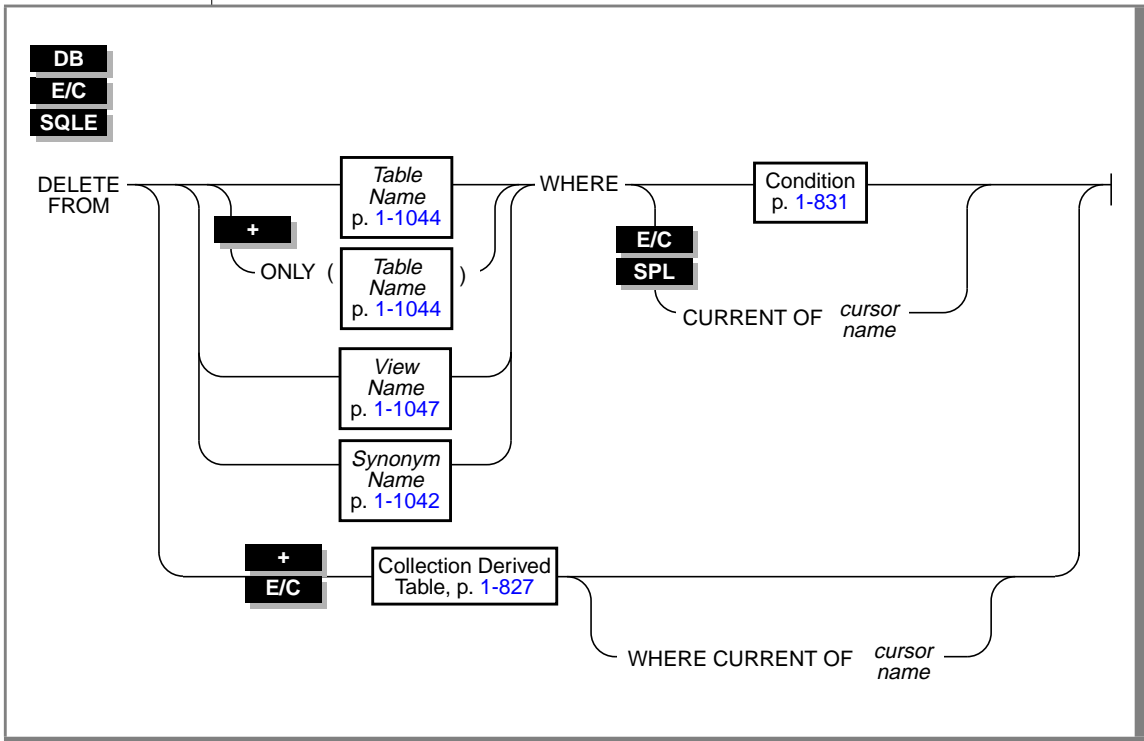 DB
E/C
SQLE
DELETE
FROM
Table
Name
p. 1-1044
+
ONLY (
Table
Name
p. 1-1044
)
View
Name
p. 1-1047
Synonym
Name
p. 1-1042
WHERE
Condition
p. 1-831
E/C
SPL
CURRENT OF cursor
name
+
E/C
Collection Derived
Table, p. 1-827
WHERE CURRENT OF cursor
name